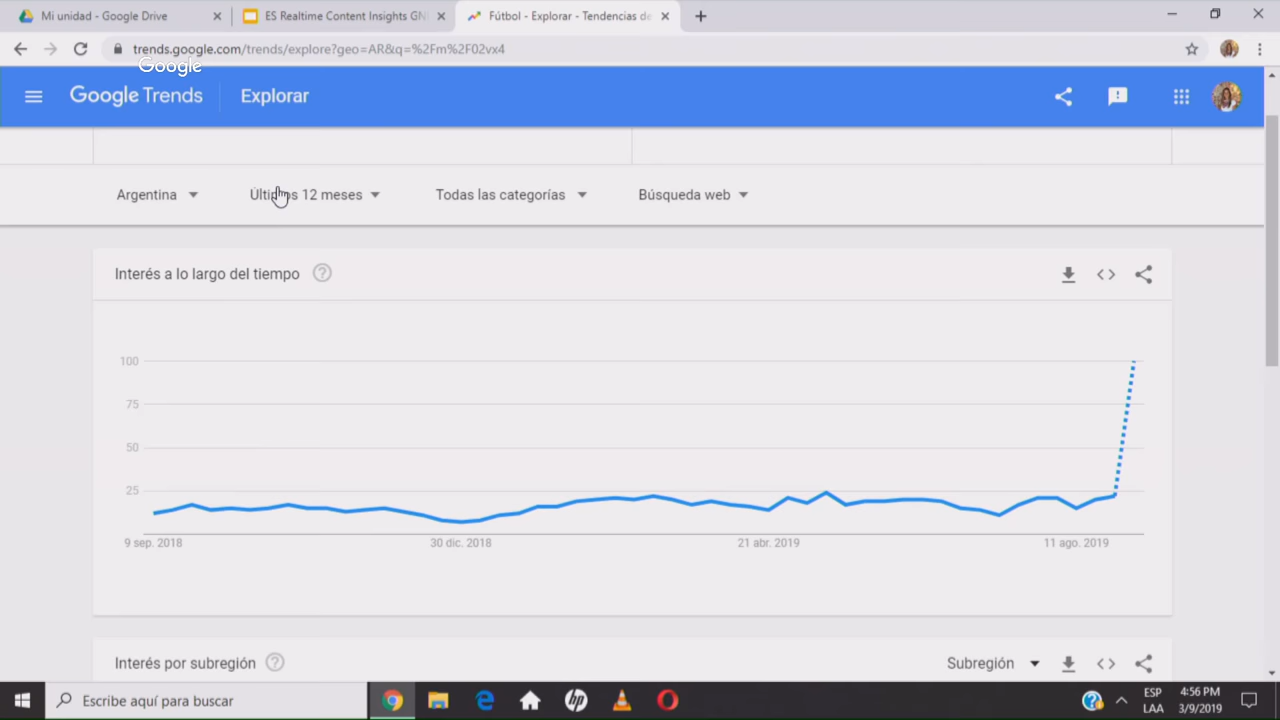 Mi unidad - Google Drive
ES Realtime Content Insights GNI
Fútbol - Explorar - Tendencias de
trends.google.com/trends/explore?geo=AR&q=%2Fm%2F02vx4
Google
Google Trends
Explorar
Argentina
Últimos 12 meses
Todas las categorías
Búsqueda web
Interés a lo largo del tiempo
100
75
50
25
9 sep. 2018
30 dic. 2018
21 abr. 2019
11 ago. 2019
Interés por subregión
Subregión
Escribe aquí para buscar
ESP
LAA
4:56 PM
3/9/2019